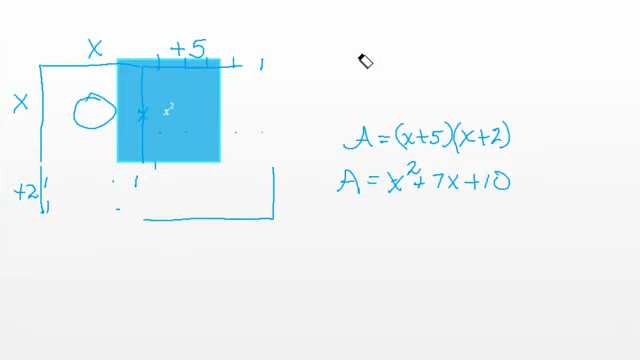 x +5
x
x²
+2
A = (x+5)(x+2)
A = x² + 7x + 10